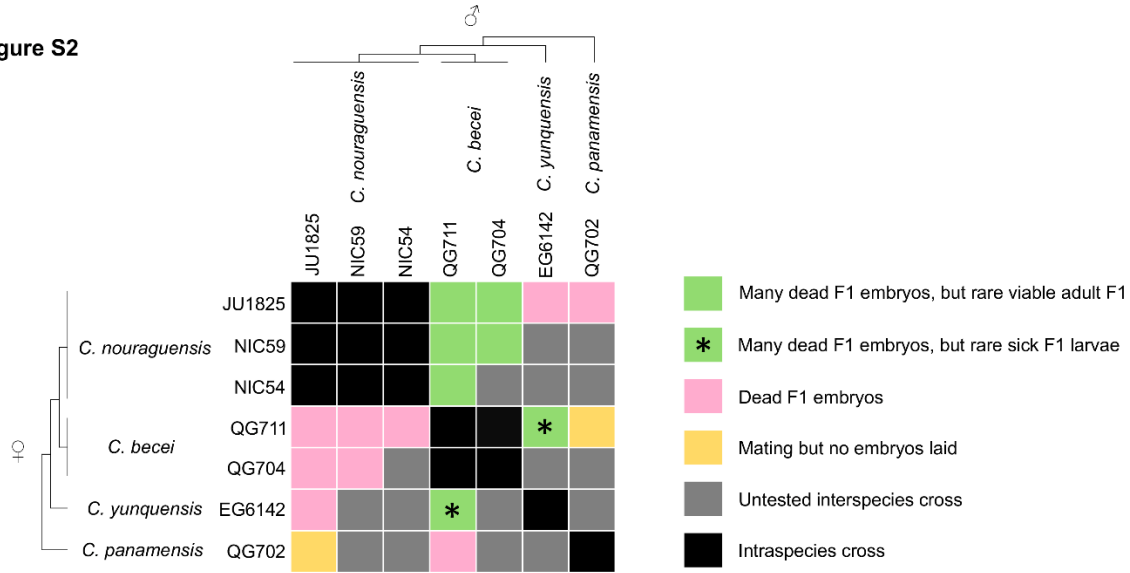 ♂
gure S2
C. nouraguensis
C. becei
C. yunquensis
C. panamensis
JU1825
NIC59
NIC54
QG711
QG704
EG6142
QG702
♀
C. nouraguensis
C. becei
C. yunquensis
C. panamensis
JU1825
NIC59
NIC54
QG711
QG704
EG6142
QG702
*
*
Many dead F1 embryos, but rare viable adult F1
* Many dead F1 embryos, but rare sick F1 larvae
Dead F1 embryos
Mating but no embryos laid
Untested interspecies cross
Intraspecies cross